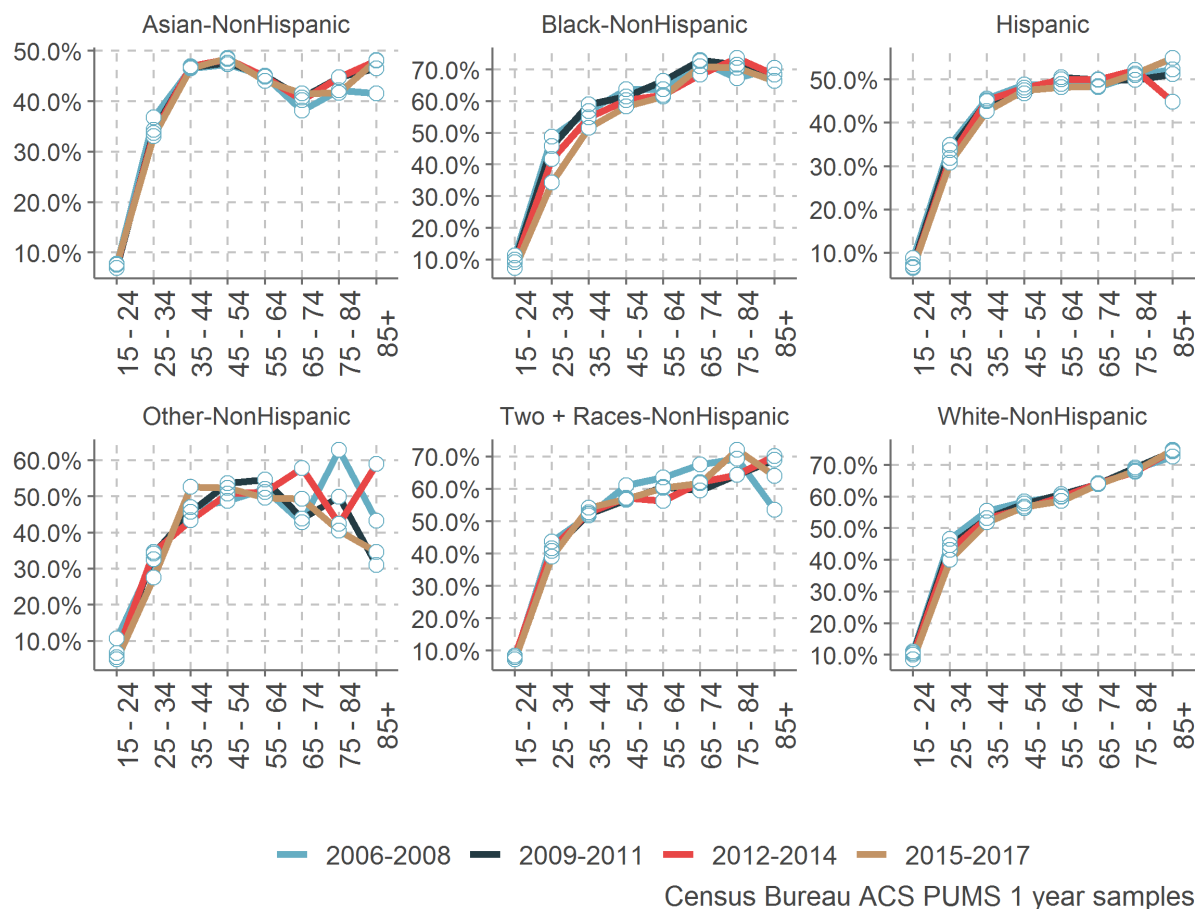 Asian-NonHispanic
50.0%
40.0%
30.0%
20.0%
10.0%
15 - 24
25 - 34
35 - 44
45 - 54
55 - 64
65 - 74
75 - 84
85+
Black-NonHispanic
70.0%
60.0%
50.0%
40.0%
30.0%
20.0%
10.0%
15 - 24
25 - 34
35 - 44
45 - 54
55 - 64
65 - 74
75 - 84
85+
Hispanic
50.0%
40.0%
30.0%
20.0%
10.0%
15 - 24
25 - 34
35 - 44
45 - 54
55 - 64
65 - 74
75 - 84
85+
Other-NonHispanic
60.0%
50.0%
40.0%
30.0%
20.0%
10.0%
15 - 24
25 - 34
35 - 44
45 - 54
55 - 64
65 - 74
75 - 84
85+
Two + Races-NonHispanic
70.0%
60.0%
50.0%
40.0%
30.0%
20.0%
10.0%
15 - 24
25 - 34
35 - 44
45 - 54
55 - 64
65 - 74
75 - 84
85+
White-NonHispanic
70.0%
60.0%
50.0%
40.0%
30.0%
20.0%
10.0%
15 - 24
25 - 34
35 - 44
45 - 54
55 - 64
65 - 74
75 - 84
85+
2006-2008 2009-2011 2012-2014 2015-2017
Census Bureau ACS PUMS 1 year samples